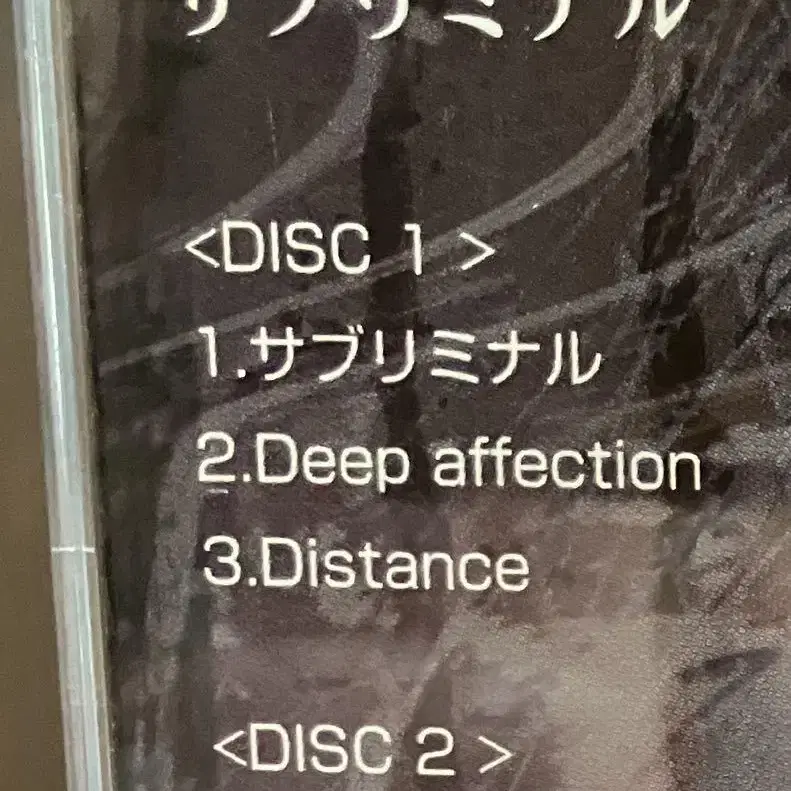 サブリミナル
<DISC 1 >
1.サブリミナル
2.Deep affection
3.Distance
<DISC 2 >